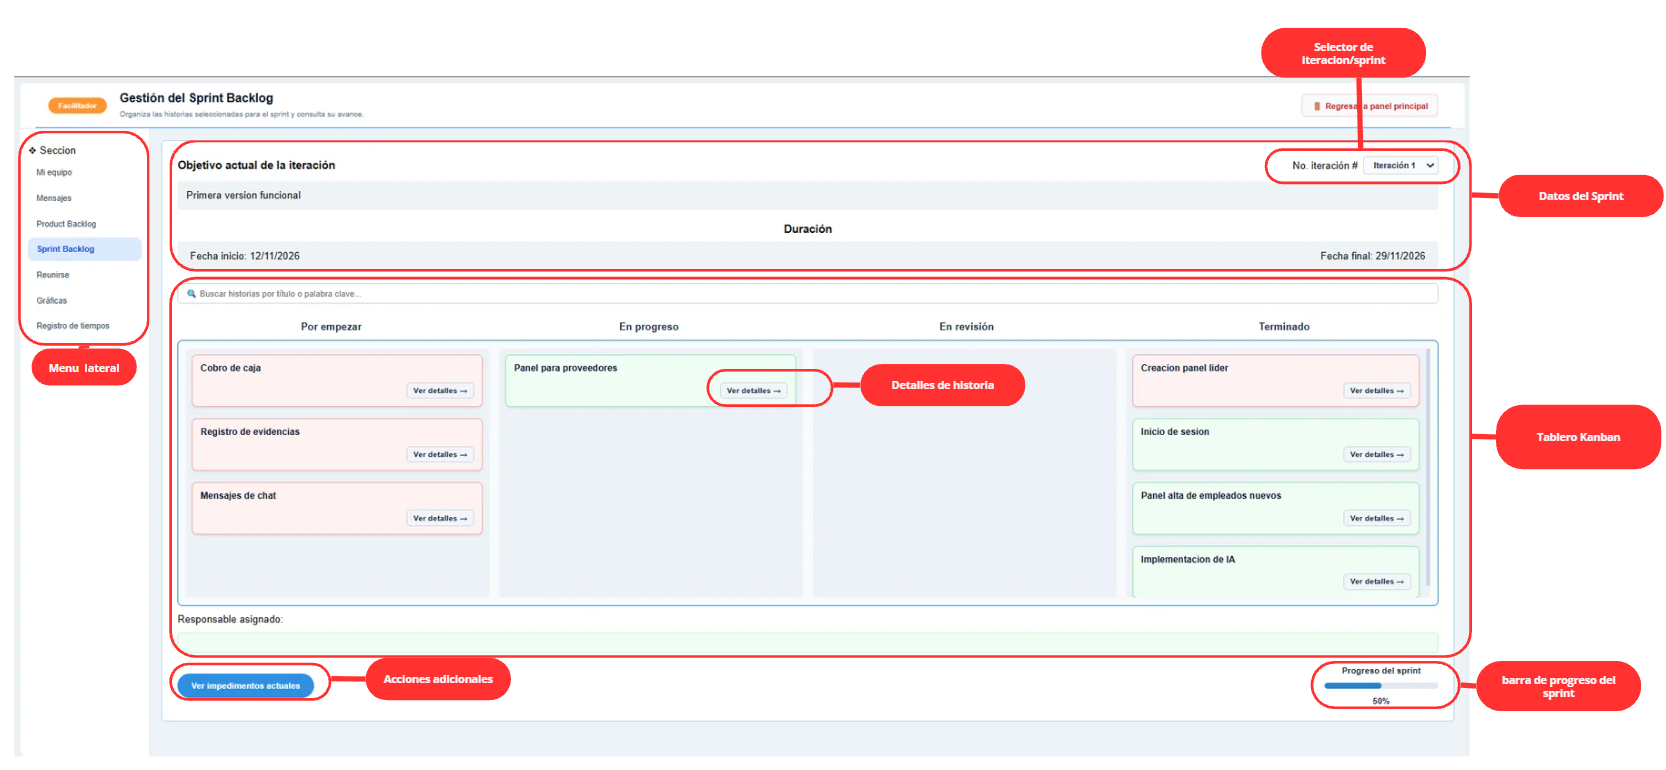 Selector de
iteracion/sprint
Facilitador
Gestión del Sprint Backlog
Organiza las historias seleccionadas para el sprint y consulta su avance.
Regresar a panel principal
❖ Seccion
Mi equipo
Mensajes
Product Backlog
Sprint Backlog
Reunirse
Gráficas
Registro de tiempos
Menu lateral
Objetivo actual de la iteración
No. iteración #
Iteración 1
Primera version funcional
Datos del Sprint
Duración
Fecha inicio: 12/11/2026
Fecha final: 29/11/2026
Buscar historias por título o palabra clave...
Por empezar
En progreso
En revisión
Terminado
Cobro de caja
Ver detalles →
Registro de evidencias
Ver detalles →
Mensajes de chat
Ver detalles →
Panel para proveedores
Ver detalles →
Detalles de historia
Creacion panel lider
Ver detalles →
Inicio de sesion
Ver detalles →
Panel alta de empleados nuevos
Ver detalles →
Implementacion de IA
Ver detalles →
Tablero Kanban
Responsable asignado:
Ver impedimentos actuales
Acciones adicionales
Progreso del sprint
50%
barra de progreso del
sprint